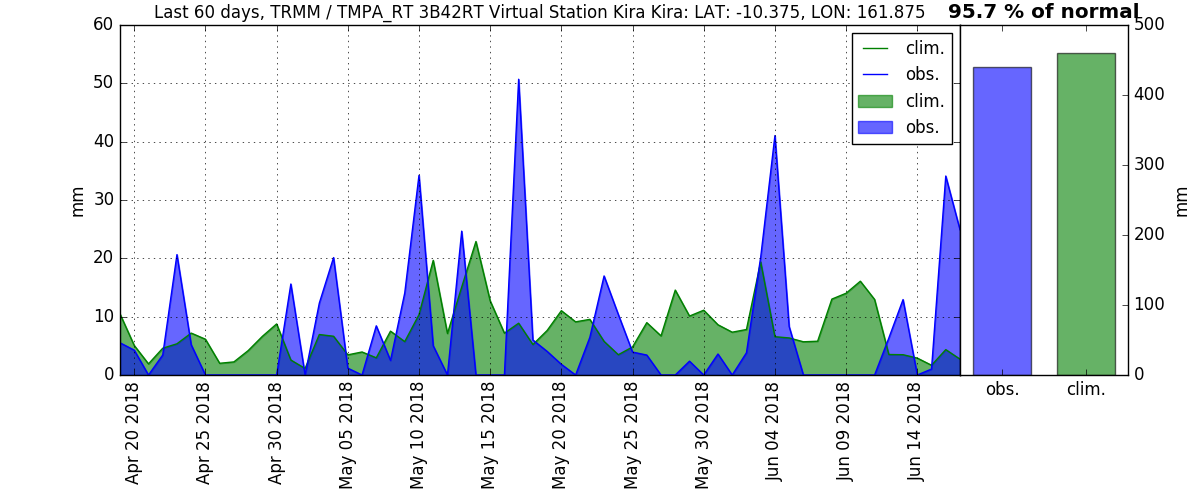 Last 60 days, TRMM / TMPA_RT 3B42RT Virtual Station Kira Kira: LAT: -10.375, LON: 161.875
95.7 % of normal
60
50
40
30
20
10
0
mm
clim.
obs.
clim.
obs.
Apr 20 2018
Apr 25 2018
Apr 30 2018
May 05 2018
May 10 2018
May 15 2018
May 20 2018
May 25 2018
May 30 2018
Jun 04 2018
Jun 09 2018
Jun 14 2018
500
400
300
200
100
0
mm
obs.
clim.